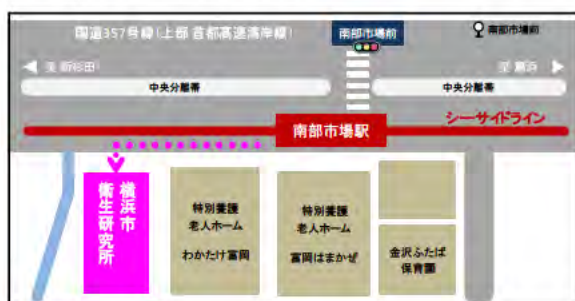 国道357号線(上部 首都高速湾岸線)
南部市場前
南部市場前
至 新杉田
至 幸浜
中央分離帯
中央分離帯
シーサイドライン
南部市場駅
横浜市
衛生研究所
特別養護
老人ホーム
わかたけ富岡
特別養護
老人ホーム
富岡はまかぜ
金沢ふたば
保育園